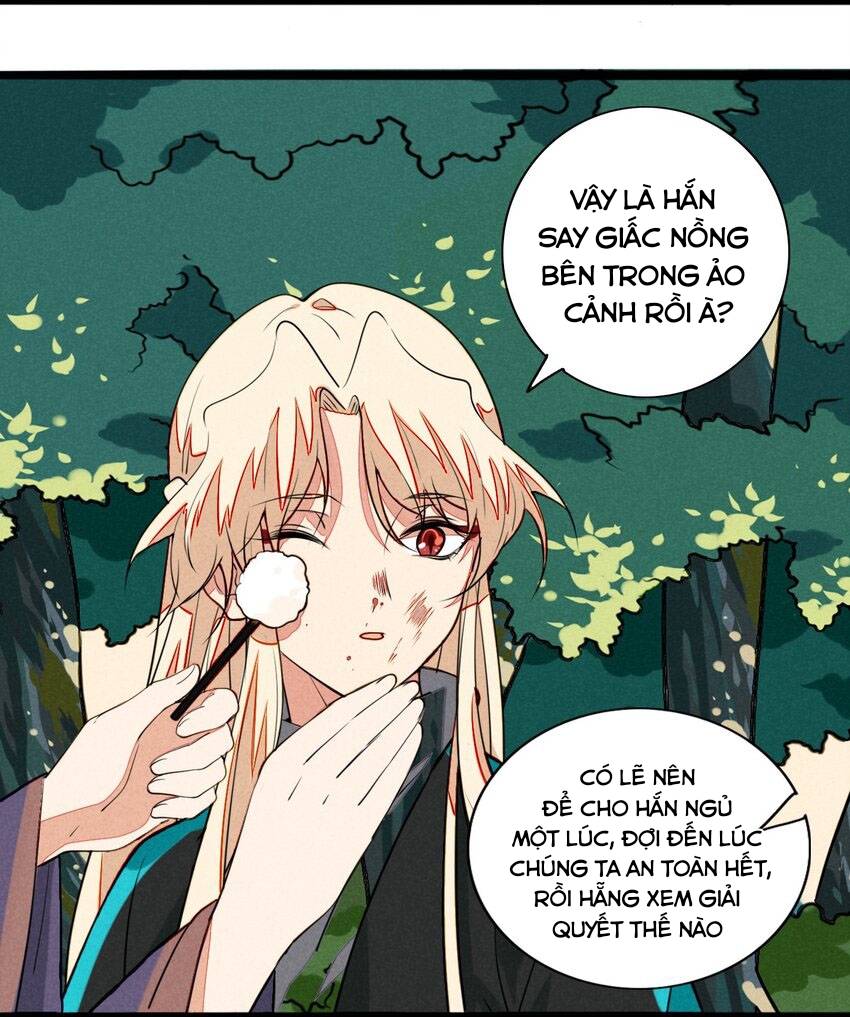 VẬY LÀ HẮN
SAY GIẤC NỒNG
BÊN TRONG ẢO
CẢNH RỒI À?
CÓ LẼ NÊN
ĐỂ CHO HẮN NGỦ
MỘT LÚC, ĐỢI ĐẾN LÚC
CHÚNG TA AN TOÀN HẾT,
RỒI HẴNG XEM GIẢI
QUYẾT THẾ NÀO